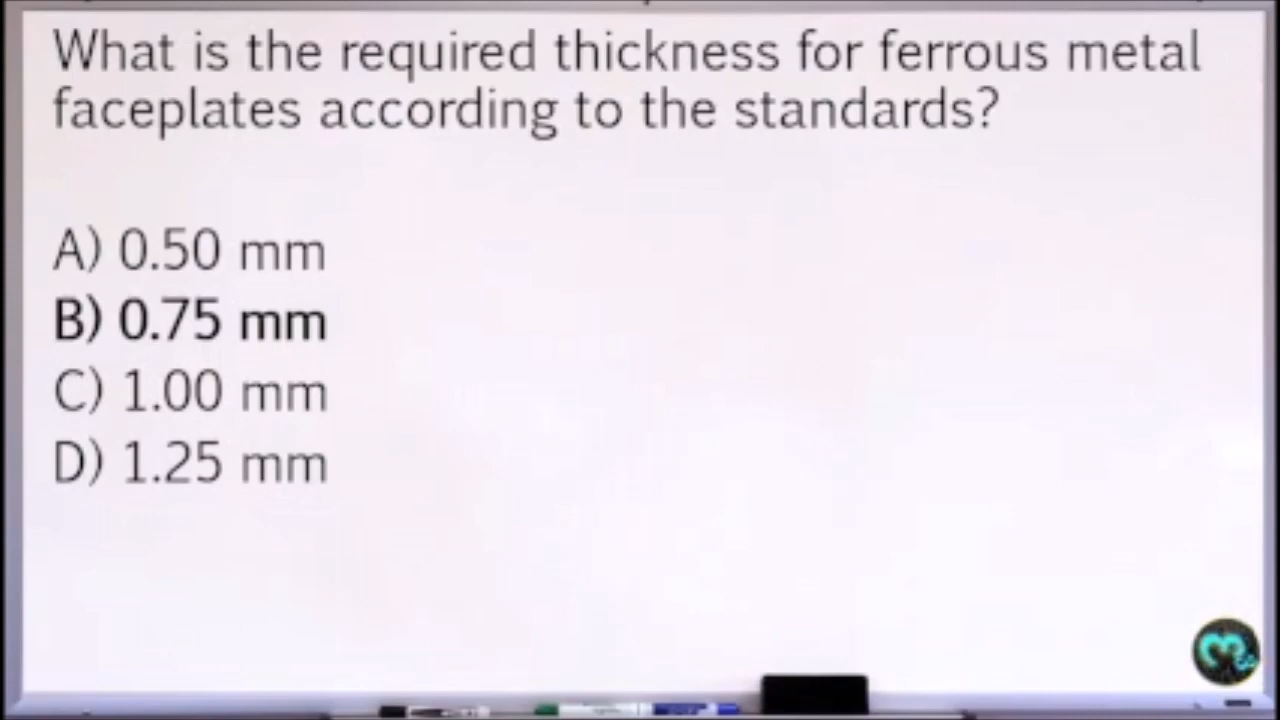 What is the required thickness for ferrous metal
faceplates according to the standards?
A) 0.50 mm
B) 0.75 mm
C) 1.00 mm
D) 1.25 mm